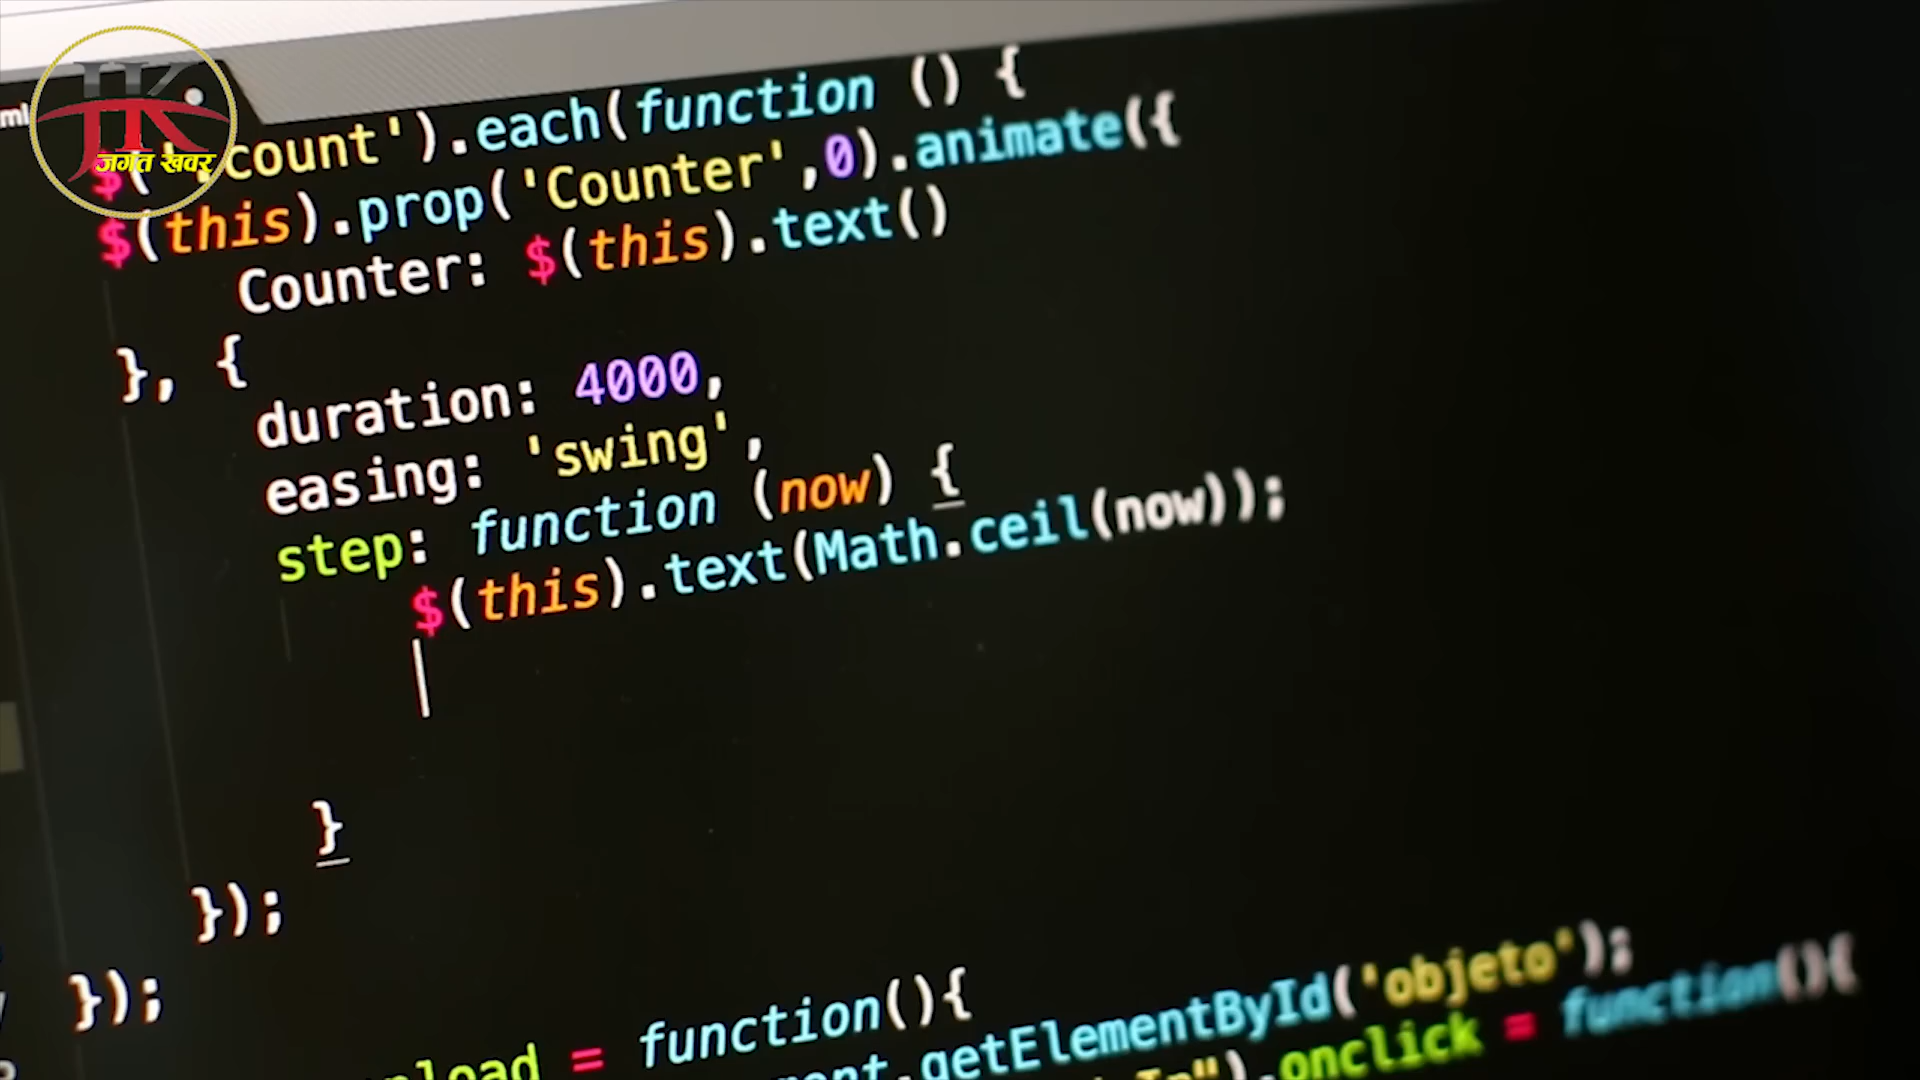 JK
जगत खबर
$('.count').each(function () {
$(this).prop('Counter',0).animate({
Counter: $(this).text()
}, {
duration: 4000,
easing: 'swing',
step: function (now) {
$(this).text(Math.ceil(now));
}
});
});
= function(){
.getElementById('objeto');
").onclick = function(){